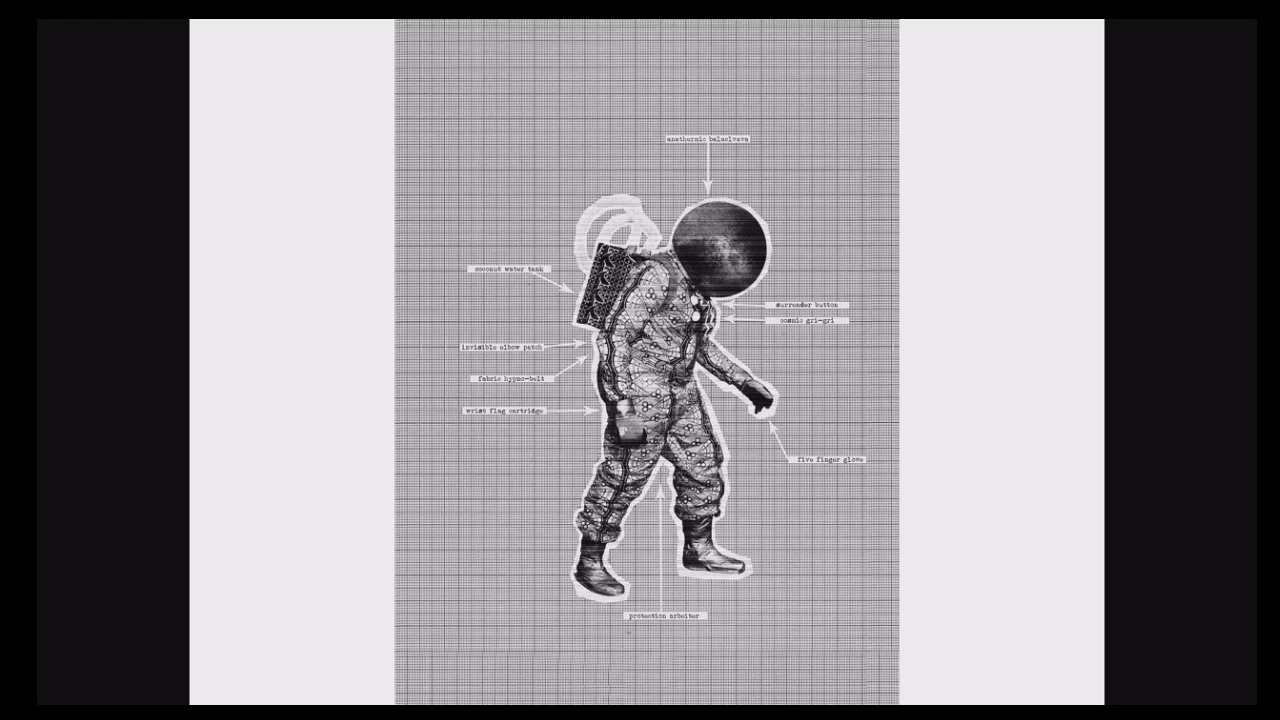 anathermic balaclvava
coconut water tank
surrender button
cosmic gri-gri
invisible elbow patch
fabric hypno-belt
wrist flag cartridge
five finger glove
protection arbeiter